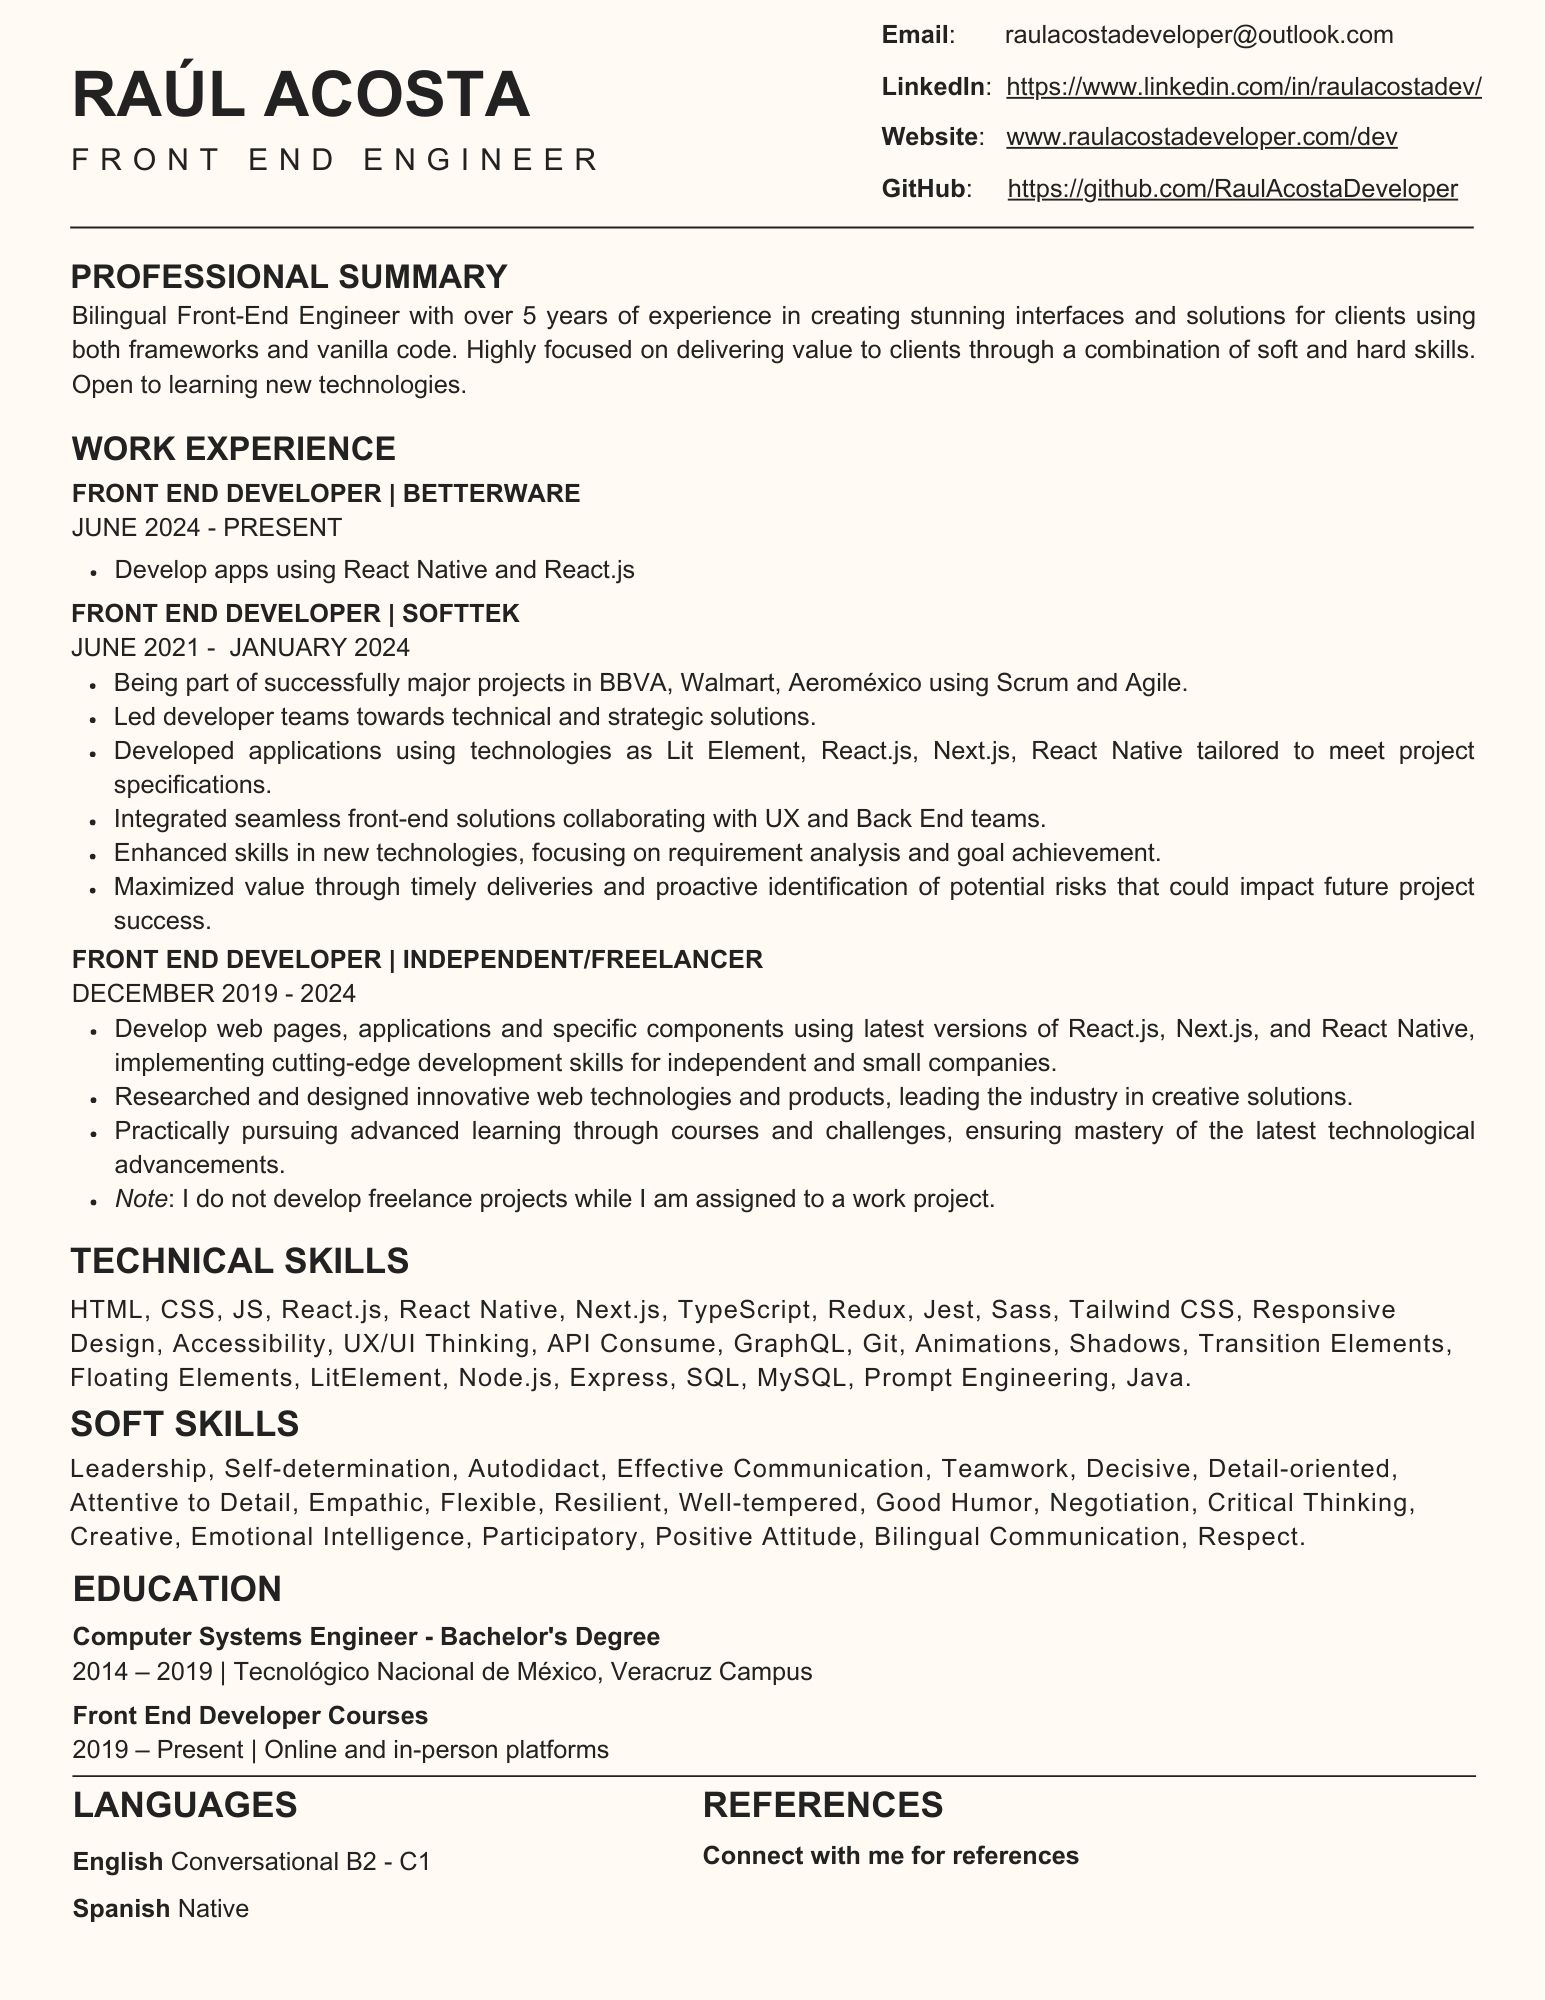 RAÚL ACOSTA
FRONT END ENGINEER
Email: raulacostadeveloper@outlook.com
LinkedIn: https://www.linkedin.com/in/raulacostadev/
Website: www.raulacostadeveloper.com/dev
GitHub: https://github.com/RaulAcostaDeveloper
PROFESSIONAL SUMMARY
Bilingual Front-End Engineer with over 5 years of experience in creating stunning interfaces and solutions for clients using
both frameworks and vanilla code. Highly focused on delivering value to clients through a combination of soft and hard skills.
Open to learning new technologies.
WORK EXPERIENCE
FRONT END DEVELOPER | BETTERWARE
JUNE 2024 - PRESENT
• Develop apps using React Native and React.js
FRONT END DEVELOPER | SOFTTEK
JUNE 2021 - JANUARY 2024
• Being part of successfully major projects in BBVA, Walmart, Aeroméxico using Scrum and Agile.
• Led developer teams towards technical and strategic solutions.
• Developed applications using technologies as Lit Element, React.js, Next.js, React Native tailored to meet project
specifications.
• Integrated seamless front-end solutions collaborating with UX and Back End teams.
• Enhanced skills in new technologies, focusing on requirement analysis and goal achievement.
• Maximized value through timely deliveries and proactive identification of potential risks that could impact future project
success.
FRONT END DEVELOPER | INDEPENDENT/FREELANCER
DECEMBER 2019 - 2024
• Develop web pages, applications and specific components using latest versions of React.js, Next.js, and React Native,
implementing cutting-edge development skills for independent and small companies.
• Researched and designed innovative web technologies and products, leading the industry in creative solutions.
• Practically pursuing advanced learning through courses and challenges, ensuring mastery of the latest technological
advancements.
• Note: I do not develop freelance projects while I am assigned to a work project.
TECHNICAL SKILLS
HTML, CSS, JS, React.js, React Native, Next.js, TypeScript, Redux, Jest, Sass, Tailwind CSS, Responsive
Design, Accessibility, UX/UI Thinking, API Consume, GraphQL, Git, Animations, Shadows, Transition Elements,
Floating Elements, LitElement, Node.js, Express, SQL, MySQL, Prompt Engineering, Java.
SOFT SKILLS
Leadership, Self-determination, Autodidact, Effective Communication, Teamwork, Decisive, Detail-oriented,
Attentive to Detail, Empathic, Flexible, Resilient, Well-tempered, Good Humor, Negotiation, Critical Thinking,
Creative, Emotional Intelligence, Participatory, Positive Attitude, Bilingual Communication, Respect.
EDUCATION
Computer Systems Engineer - Bachelor's Degree
2014 – 2019 | Tecnológico Nacional de México, Veracruz Campus
Front End Developer Courses
2019 – Present | Online and in-person platforms
LANGUAGES
English Conversational B2 - C1
Spanish Native
REFERENCES
Connect with me for references